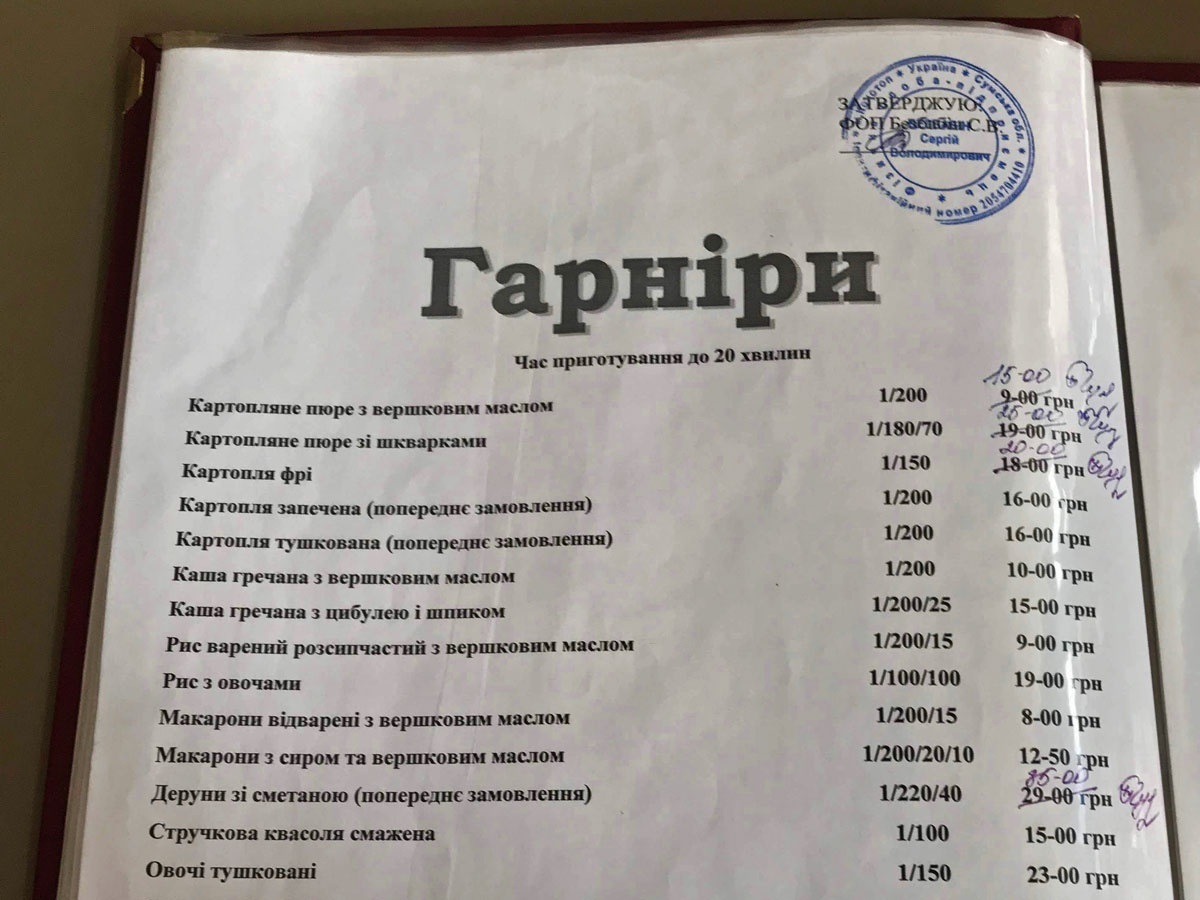 ЗАТВЕРДЖУЮ:
ФОП С.В.
Україна * Сумська обл. *
номер 2054704410
Сергій
Володимирович
Гарніри
Час приготування до 20 хвилин
15-00
Картопляне пюре з вершковим маслом 1/200 9-00 грн
25-00
Картопляне пюре зі шкварками 1/180/70 19-00 грн
20-00
Картопля фрі 1/150 18-00 грн
Картопля запечена (попереднє замовлення) 1/200 16-00 грн
Картопля тушкована (попереднє замовлення) 1/200 16-00 грн
Каша гречана з вершковим маслом 1/200 10-00 грн
Каша гречана з цибулею і шпиком 1/200/25 15-00 грн
Рис варений розсипчастий з вершковим маслом 1/200/15 9-00 грн
Рис з овочами 1/100/100 19-00 грн
Макарони відварені з вершковим маслом 1/200/15 8-00 грн
Макарони з сиром та вершковим маслом 1/200/20/10 12-50 грн
35-00
Деруни зі сметаною (попереднє замовлення) 1/220/40 29-00 грн
Стручкова квасоля смажена 1/100 15-00 грн
Овочі тушковані 1/150 23-00 грн